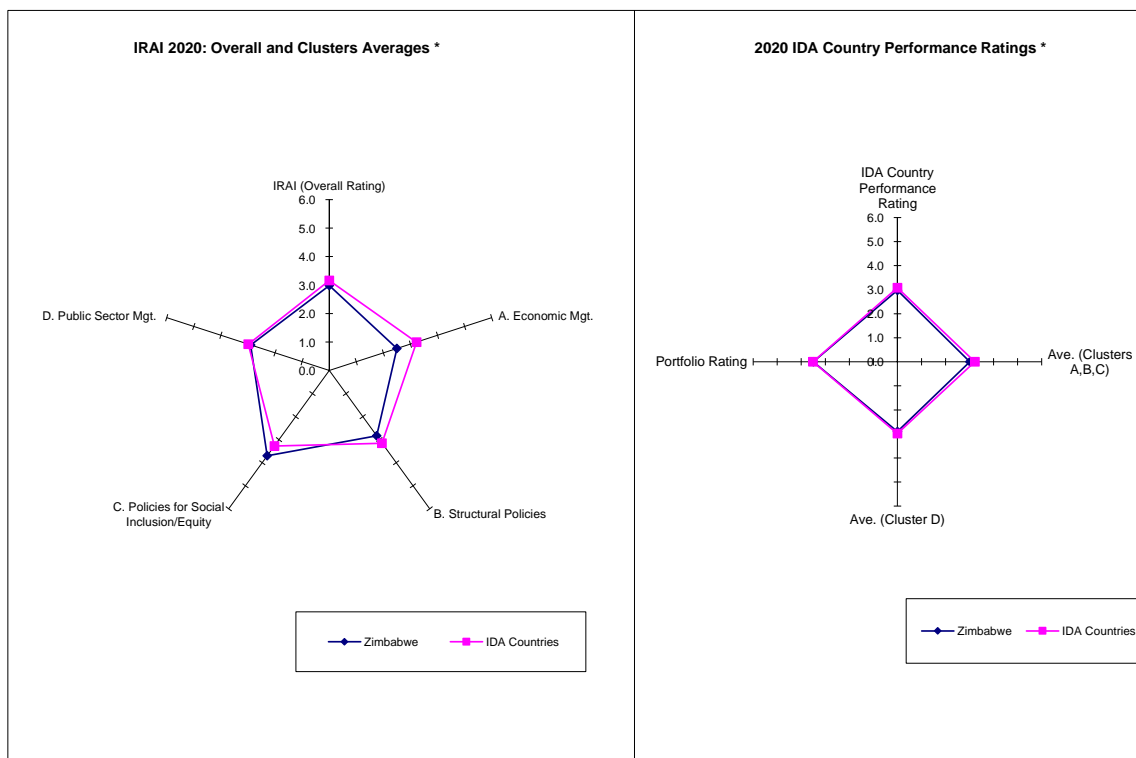 IRAI 2020: Overall and Clusters Averages *
IRAI (Overall Rating)
6.0
5.0
4.0
3.0
2.0
1.0
0.0
D. Public Sector Mgt.
A. Economic Mgt.
C. Policies for Social
Inclusion/Equity
B. Structural Policies
Zimbabwe
IDA Countries
2020 IDA Country Performance Ratings *
IDA Country
Performance
Rating
6.0
5.0
4.0
3.0
2.0
1.0
0.0
Portfolio Rating
Ave. (Clusters
A,B,C)
Ave. (Cluster D)
Zimbabwe
IDA Countries